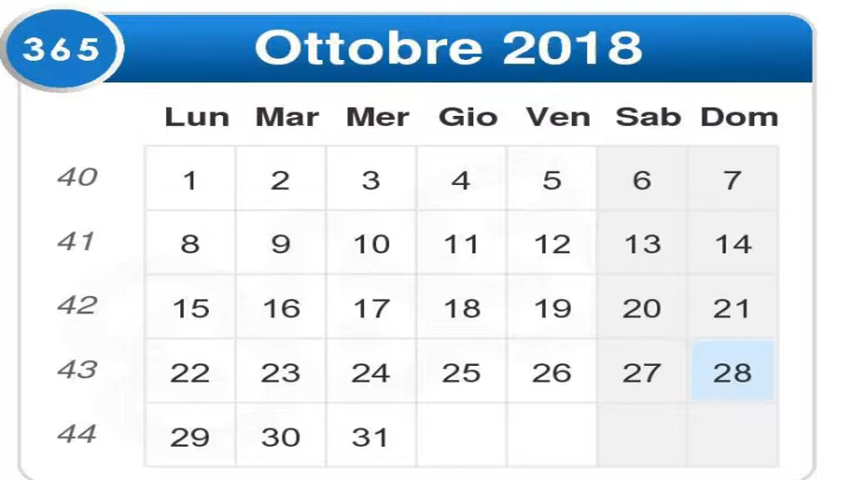 365
Ottobre 2018
Lun Mar Mer Gio Ven Sab Dom
40 1 2 3 4 5 6 7
41 8 9 10 11 12 13 14
42 15 16 17 18 19 20 21
43 22 23 24 25 26 27 28
44 29 30 31